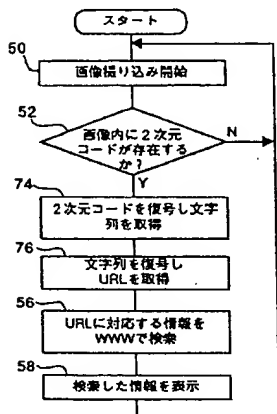 スタート
50
画像撮り込み開始
52
画像内に2次元
コードが存在する
か?
N
Y
74
2次元コードを復号し文字
列を取得
76
文字列を復号し
URLを取得
56
URLに対応する情報を
WWWで検索
58
検索した情報を表示